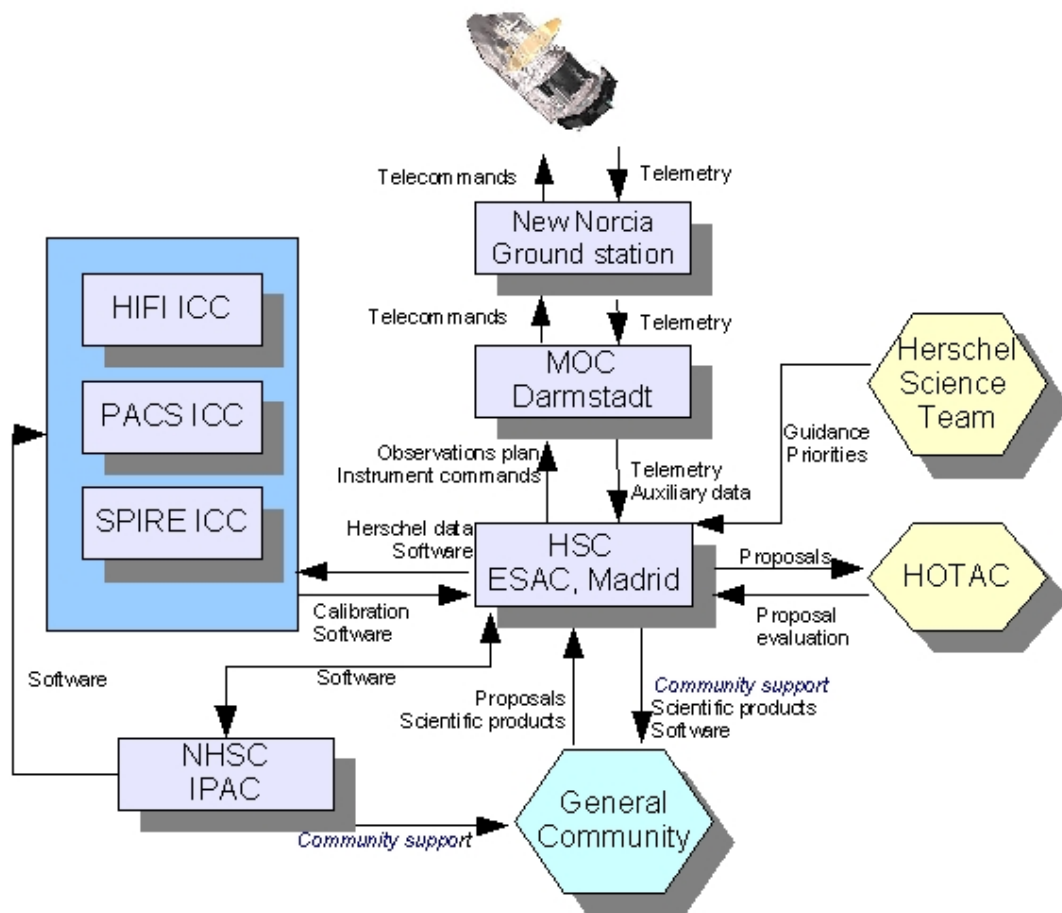 Telecommands
Telemetry
New Norcia
Ground station
HIFI ICC
Telecommands
Telemetry
PACS ICC
MOC
Darmstadt
Herschel
Science
Team
Guidance
Priorities
Observations plan
Instrument commands
Telemetry
Auxiliary data
SPIRE ICC
Herschel data
Software
HSC
ESAC, Madrid
Proposals
HOTAC
Calibration
Software
Proposal
evaluation
Software
Software
Proposals
Scientific products
Community support
Scientific products
Software
NHSC
IPAC
General
Community
Community support